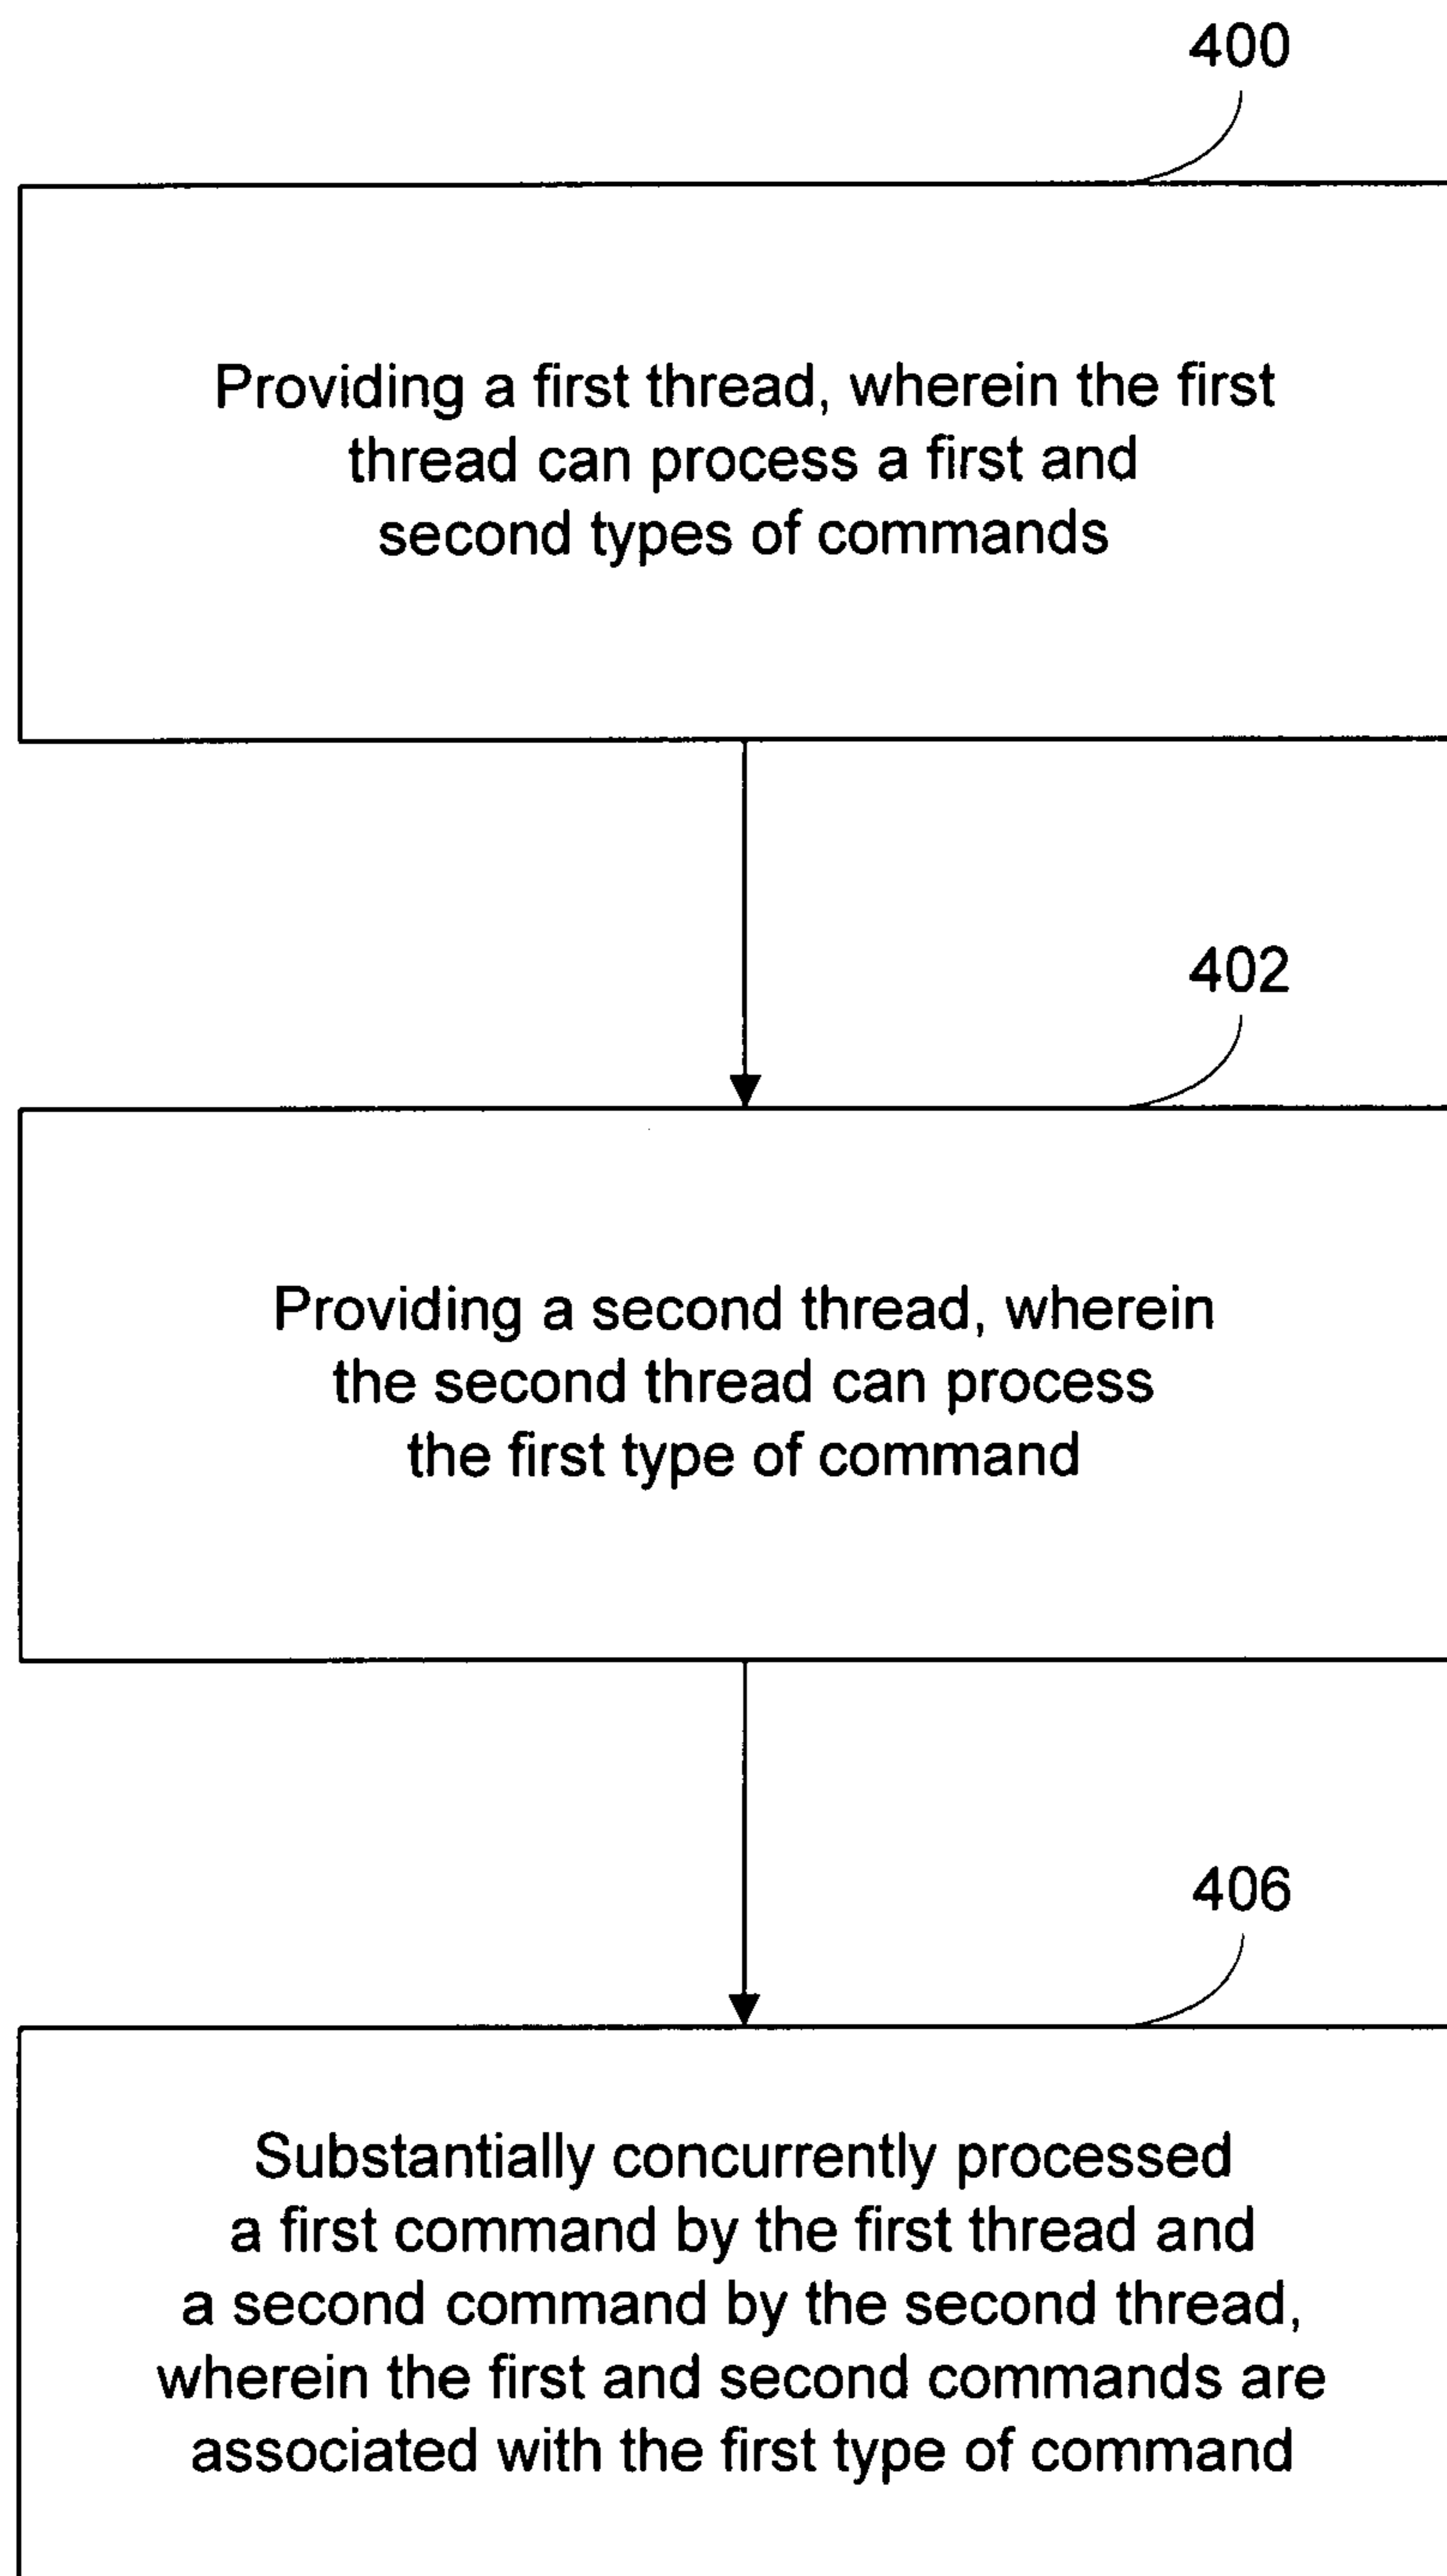 400
Providing a first thread, wherein the first
thread can process a first and
second types of commands
402
Providing a second thread, wherein
the second thread can process
the first type of command
406
Substantially concurrently processed
a first command by the first thread and
a second command by the second thread,
wherein the first and second commands are
associated with the first type of command